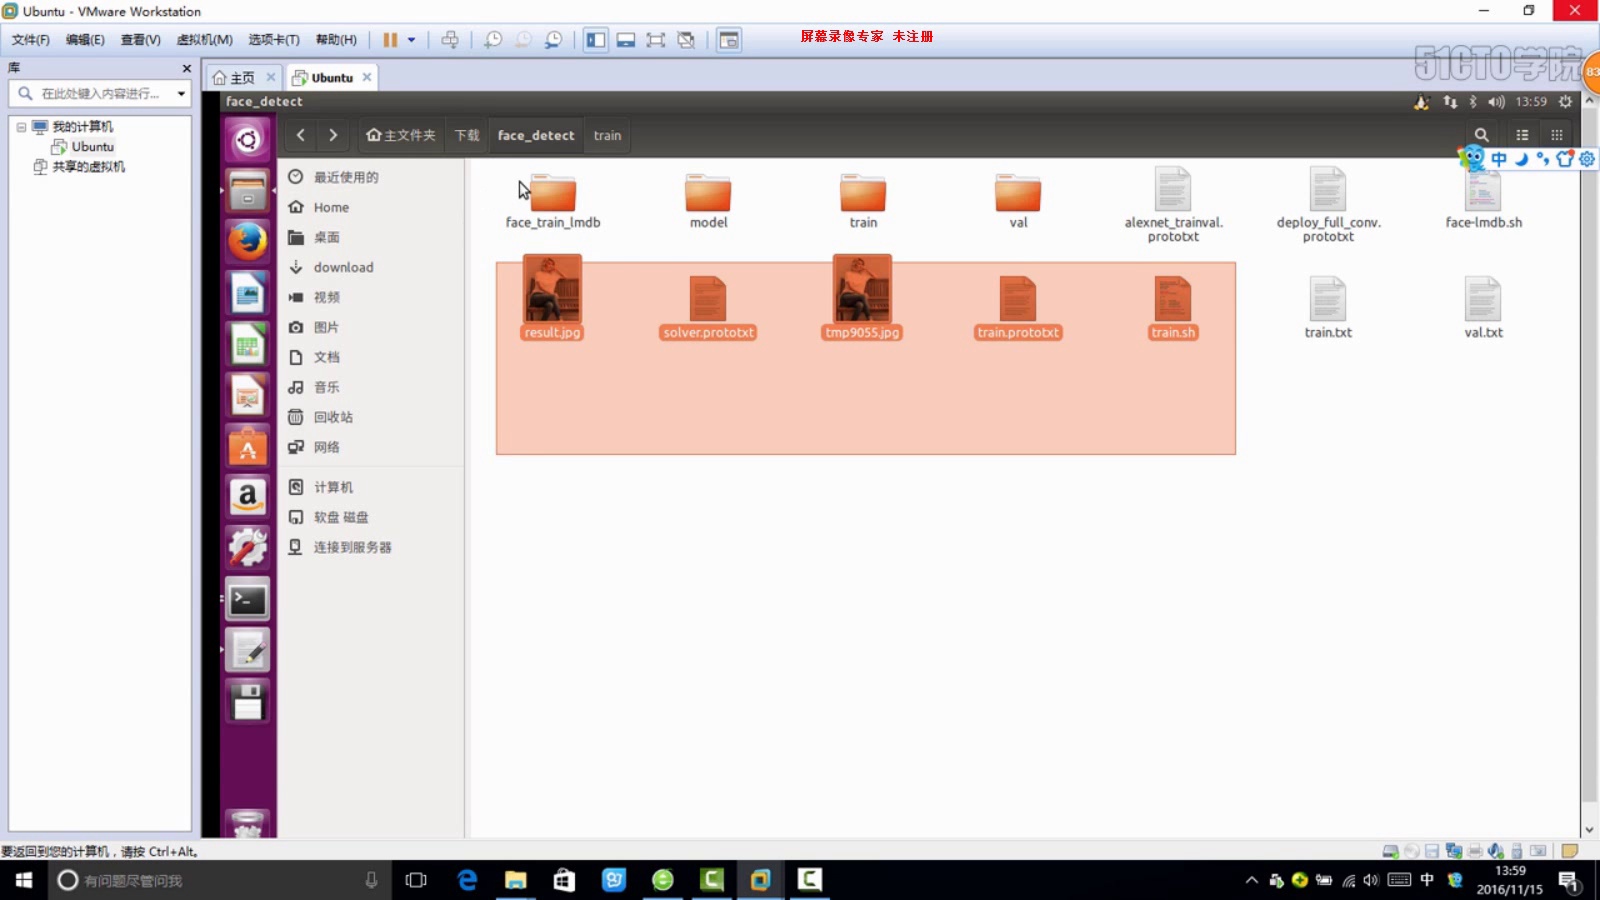 Ubuntu - VMware Workstation
文件(F) 编辑(E) 查看(V) 虚拟机(M) 选项卡(T) 帮助(H)
屏幕录像专家 未注册
51CTO学院
83
库
主页
Ubuntu
在此处键入内容进行...
我的计算机
Ubuntu
共享的虚拟机
face_detect
13:59
主文件夹 下载 face_detect train
中
最近使用的
Home
桌面
download
视频
图片
文档
音乐
回收站
网络
计算机
软盘 磁盘
连接到服务器
face_train_lmdb
model
train
val
alexnet_trainval.
prototxt
deploy_full_conv.
prototxt
face-lmdb.sh
result.jpg
solver.prototxt
tmp9055.jpg
train.prototxt
train.sh
train.txt
val.txt
要返回到您的计算机，请按 Ctrl+Alt。
有问题尽管问我
中
13:59
2016/11/15
1